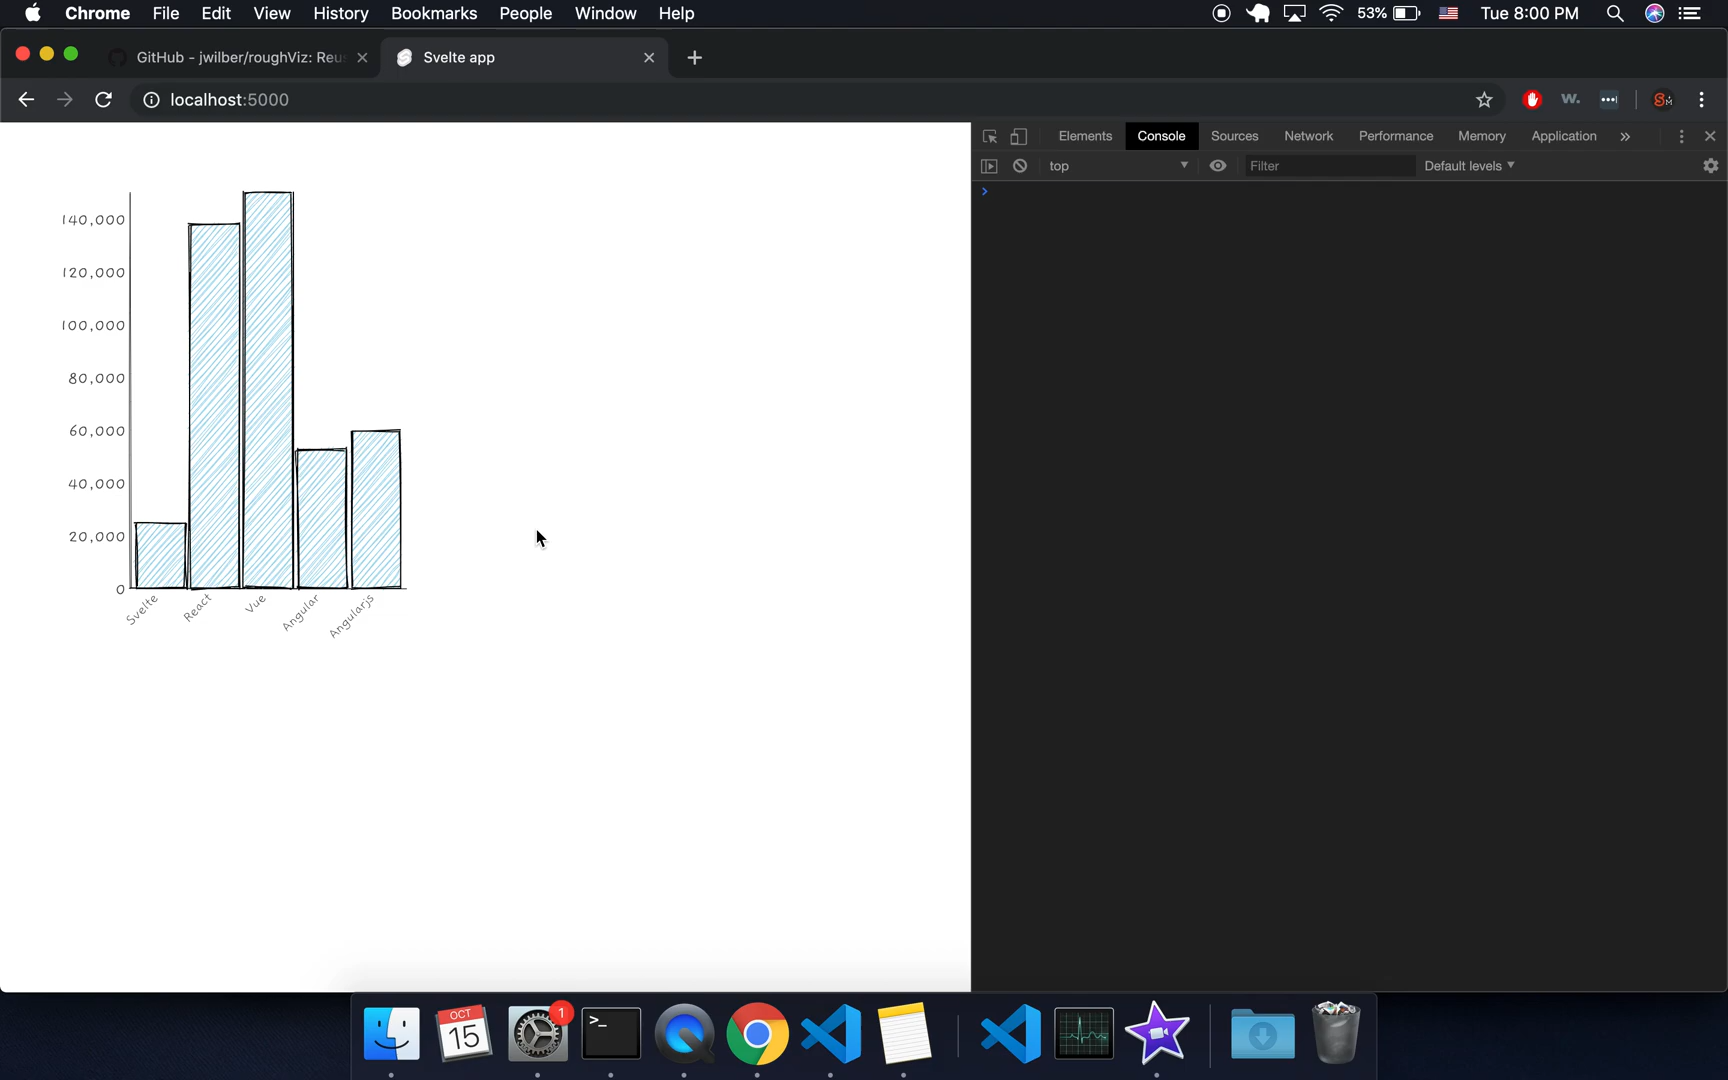 Chrome File Edit View History Bookmarks People Window Help 53% Tue 8:00 PM
GitHub - jwilber/roughViz: Reu
Svelte app
localhost:5000
Elements Console Sources Network Performance Memory Application
top Filter Default levels
140,000
120,000
100,000
80,000
60,000
40,000
20,000
0
Svelte React Vue Angular Angularjs
OCT
15
1